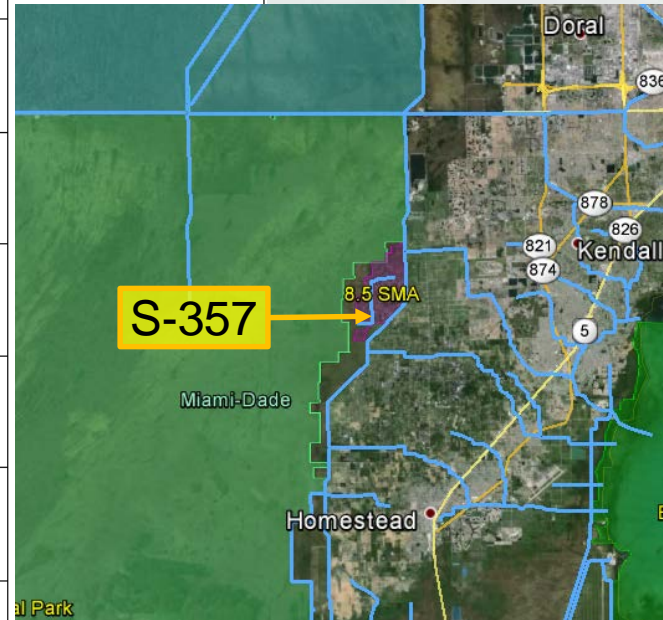 Doral
836
878
826
821
Kendall
874
8.5 SMA
S-357
5
Miami-Dade
Homestead
al Park